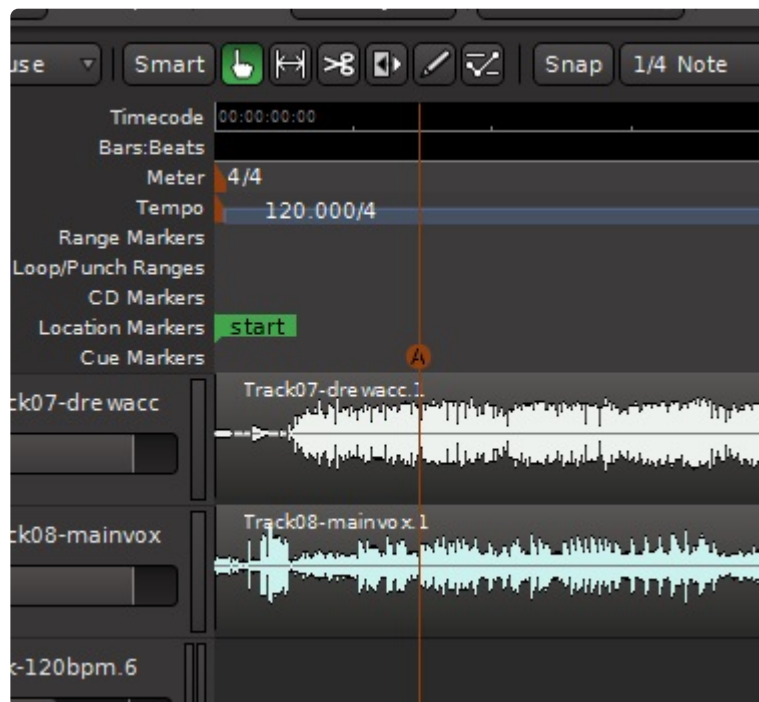 use Smart Snap 1/4 Note
Timecode 00:00:00:00
Bars:Beats
Meter 4/4
Tempo 120.000/4
Range Markers
Loop/Punch Ranges
CD Markers
Location Markers start
Cue Markers A
ck07-drewacc Track07-drewacc.1
ck08-mainvox Track08-mainvox.1
k-120bpm.6